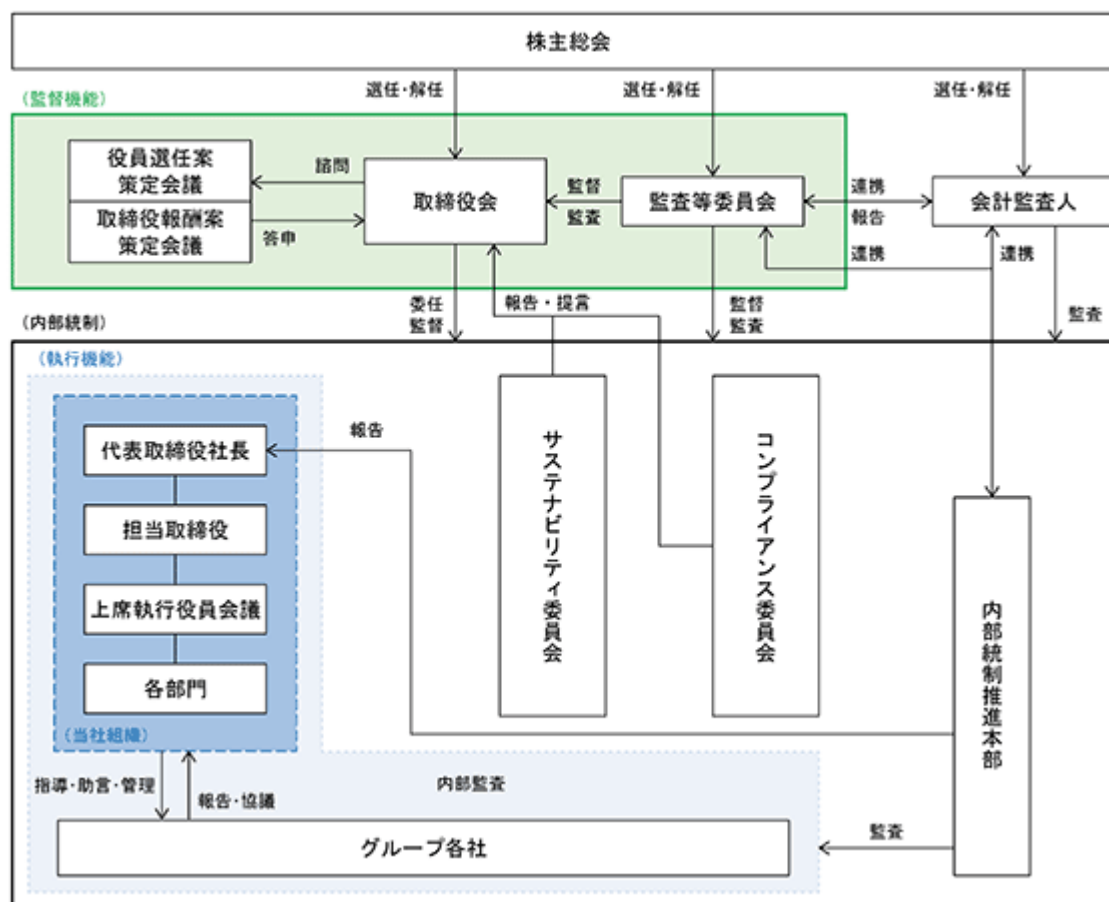 株主総会
選任・解任
選任・解任
選任・解任
（監督機能）
役員選任案
策定会議
取締役報酬案
策定会議
諮問
答申
取締役会
監督
監査
監査等委員会
連携
報告
会計監査人
連携
連携
委任
監督
報告・提言
監督
監査
監査
（内部統制）
（執行機能）
代表取締役社長
担当取締役
上席執行役員会議
各部門
（当社組織）
報告
サステナビリティ委員会
コンプライアンス委員会
内部統制推進本部
指導・助言・管理
報告・協議
内部監査
グループ各社
監査